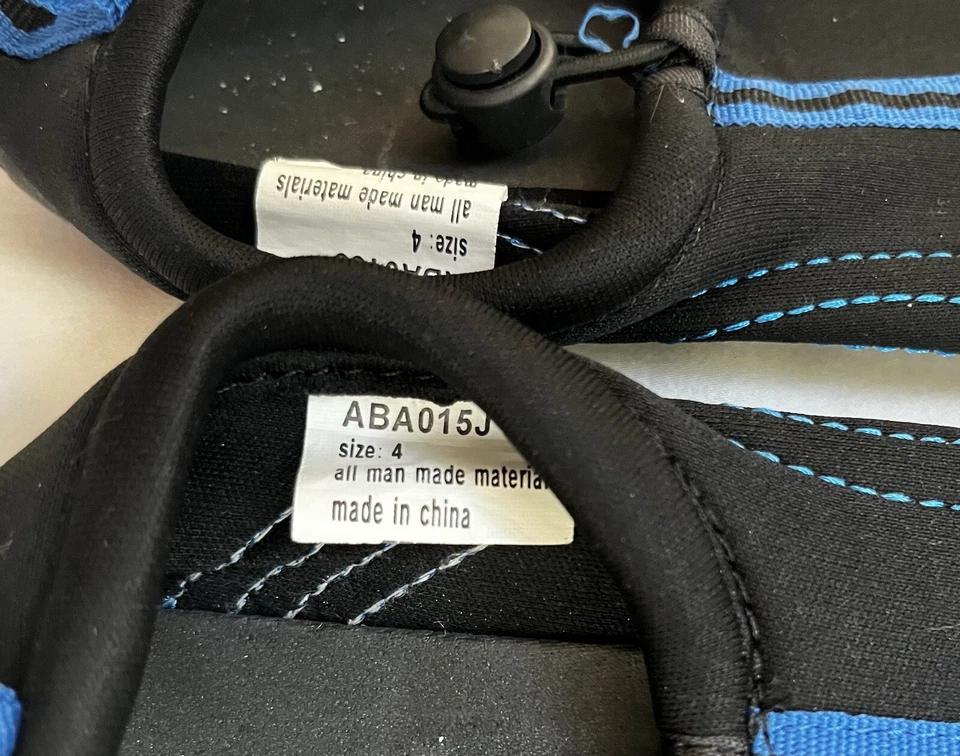 made in china
all man made materials
size: 4
ABA015J
size: 4
all man made materia
made in china